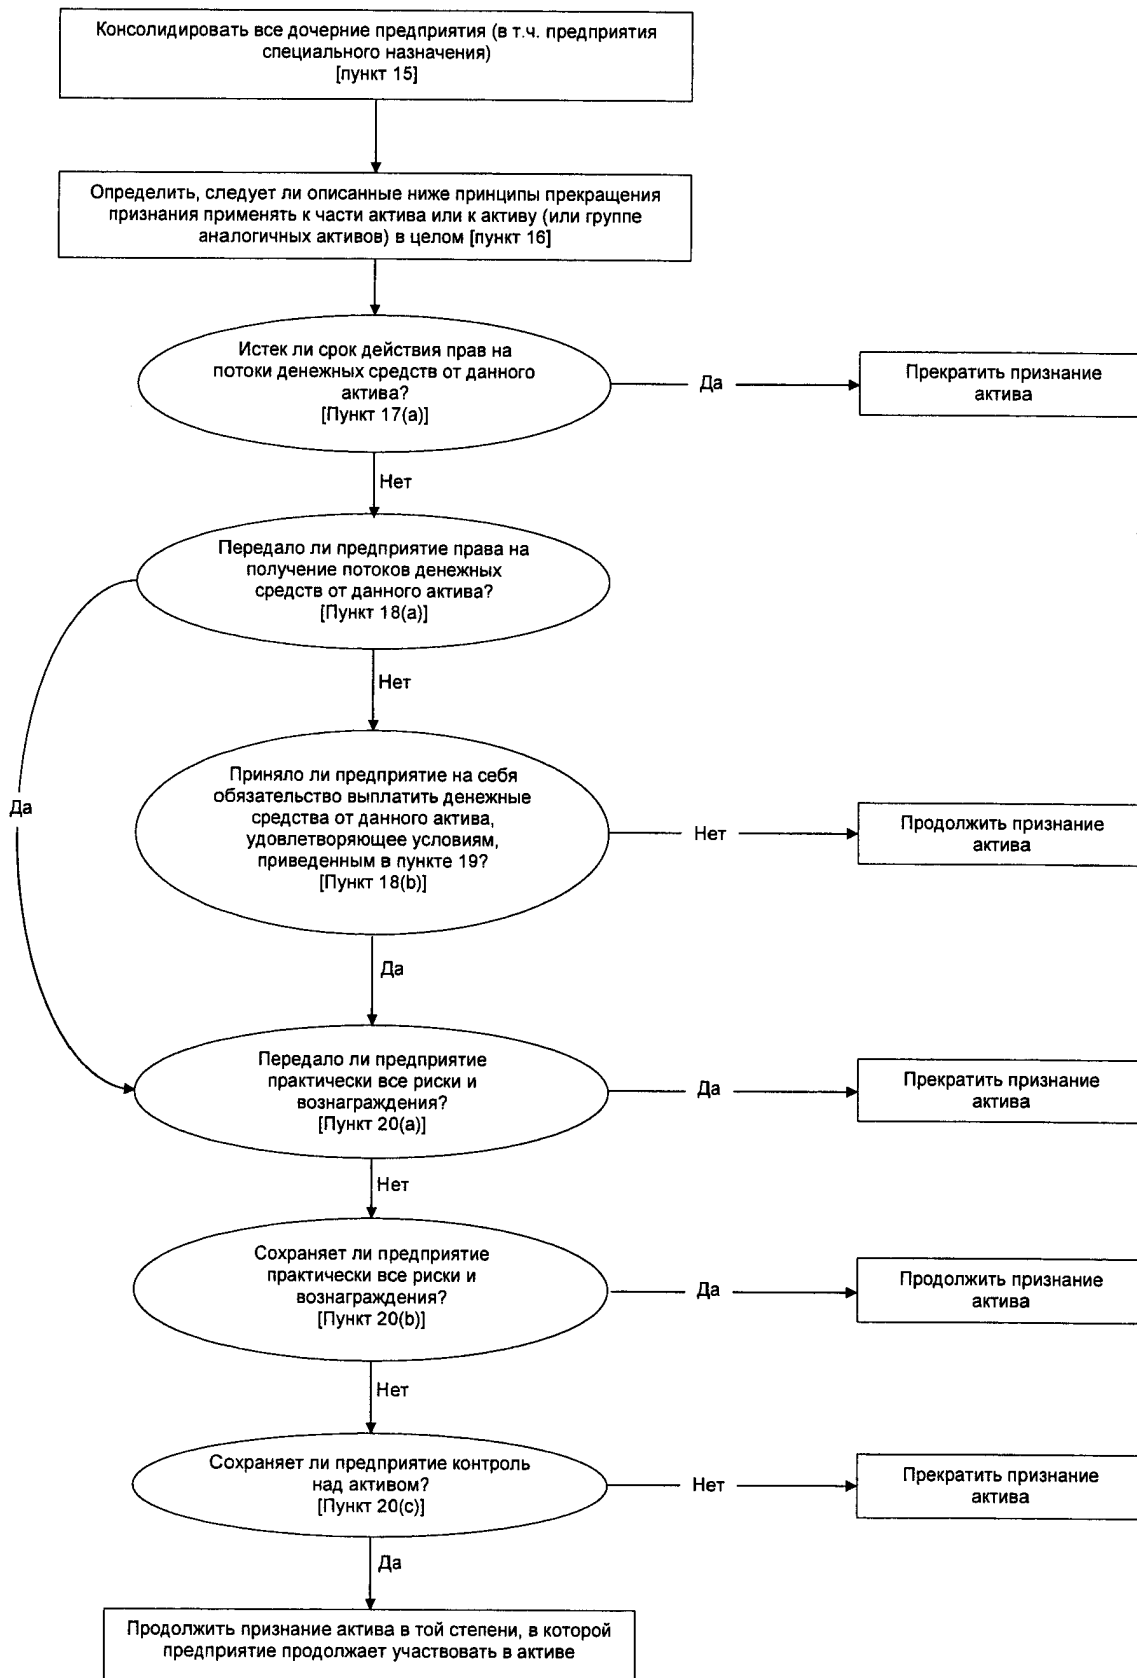 Консолидировать все дочерние предприятия (в т.ч. предприятия
специального назначения)
[пункт 15]
Определить, следует ли описанные ниже принципы прекращения
признания применять к части актива или к активу (или группе
аналогичных активов) в целом [пункт 16]
Истек ли срок действия прав на
потоки денежных средств от данного
актива?
[Пункт 17(a)]
Да
Прекратить признание
актива
Нет
Передало ли предприятие права на
получение потоков денежных
средств от данного актива?
[Пункт 18(a)]
Нет
Да
Приняло ли предприятие на себя
обязательство выплатить денежные
средства от данного актива,
удовлетворяющее условиям,
приведенным в пункте 19?
[Пункт 18(b)]
Нет
Продолжить признание
актива
Да
Передало ли предприятие
практически все риски и
вознаграждения?
[Пункт 20(a)]
Да
Прекратить признание
актива
Нет
Сохраняет ли предприятие
практически все риски и
вознаграждения?
[Пункт 20(b)]
Да
Продолжить признание
актива
Нет
Сохраняет ли предприятие контроль
над активом?
[Пункт 20(c)]
Нет
Прекратить признание
актива
Да
Продолжить признание актива в той степени, в которой
предприятие продолжает участвовать в активе